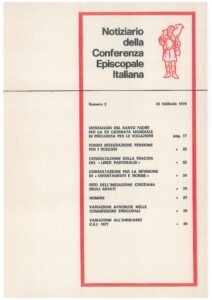 Notiziario
della
Conferenza
Episcopale
Italiana
Numero 2
25 febbraio 1978
MESSAGGIO DEL SANTO PADRE
PER LA XV GIORNATA MONDIALE
DI PREGHIERA PER LE VOCAZIONI pag. 17
FONDO INTEGRAZIONE PENSIONE
PER I VESCOVI » 22
CONSULTAZIONE DELLA TRACCIA
DEL « LIBER PASTORALIS » » 23
CONSULTAZIONE PER LA REVISIONE
DI « ORIENTAMENTI E NORME » » 24
RITO DELL'INIZIAZIONE CRISTIANA
DEGLI ADULTI » 25
NOMINE » 27
VARIAZIONI AVVENUTE NELLE
COMMISSIONI EPISCOPALI » 28
VARIAZIONI ALL'ANNUARIO
C.E.I. 1977 »